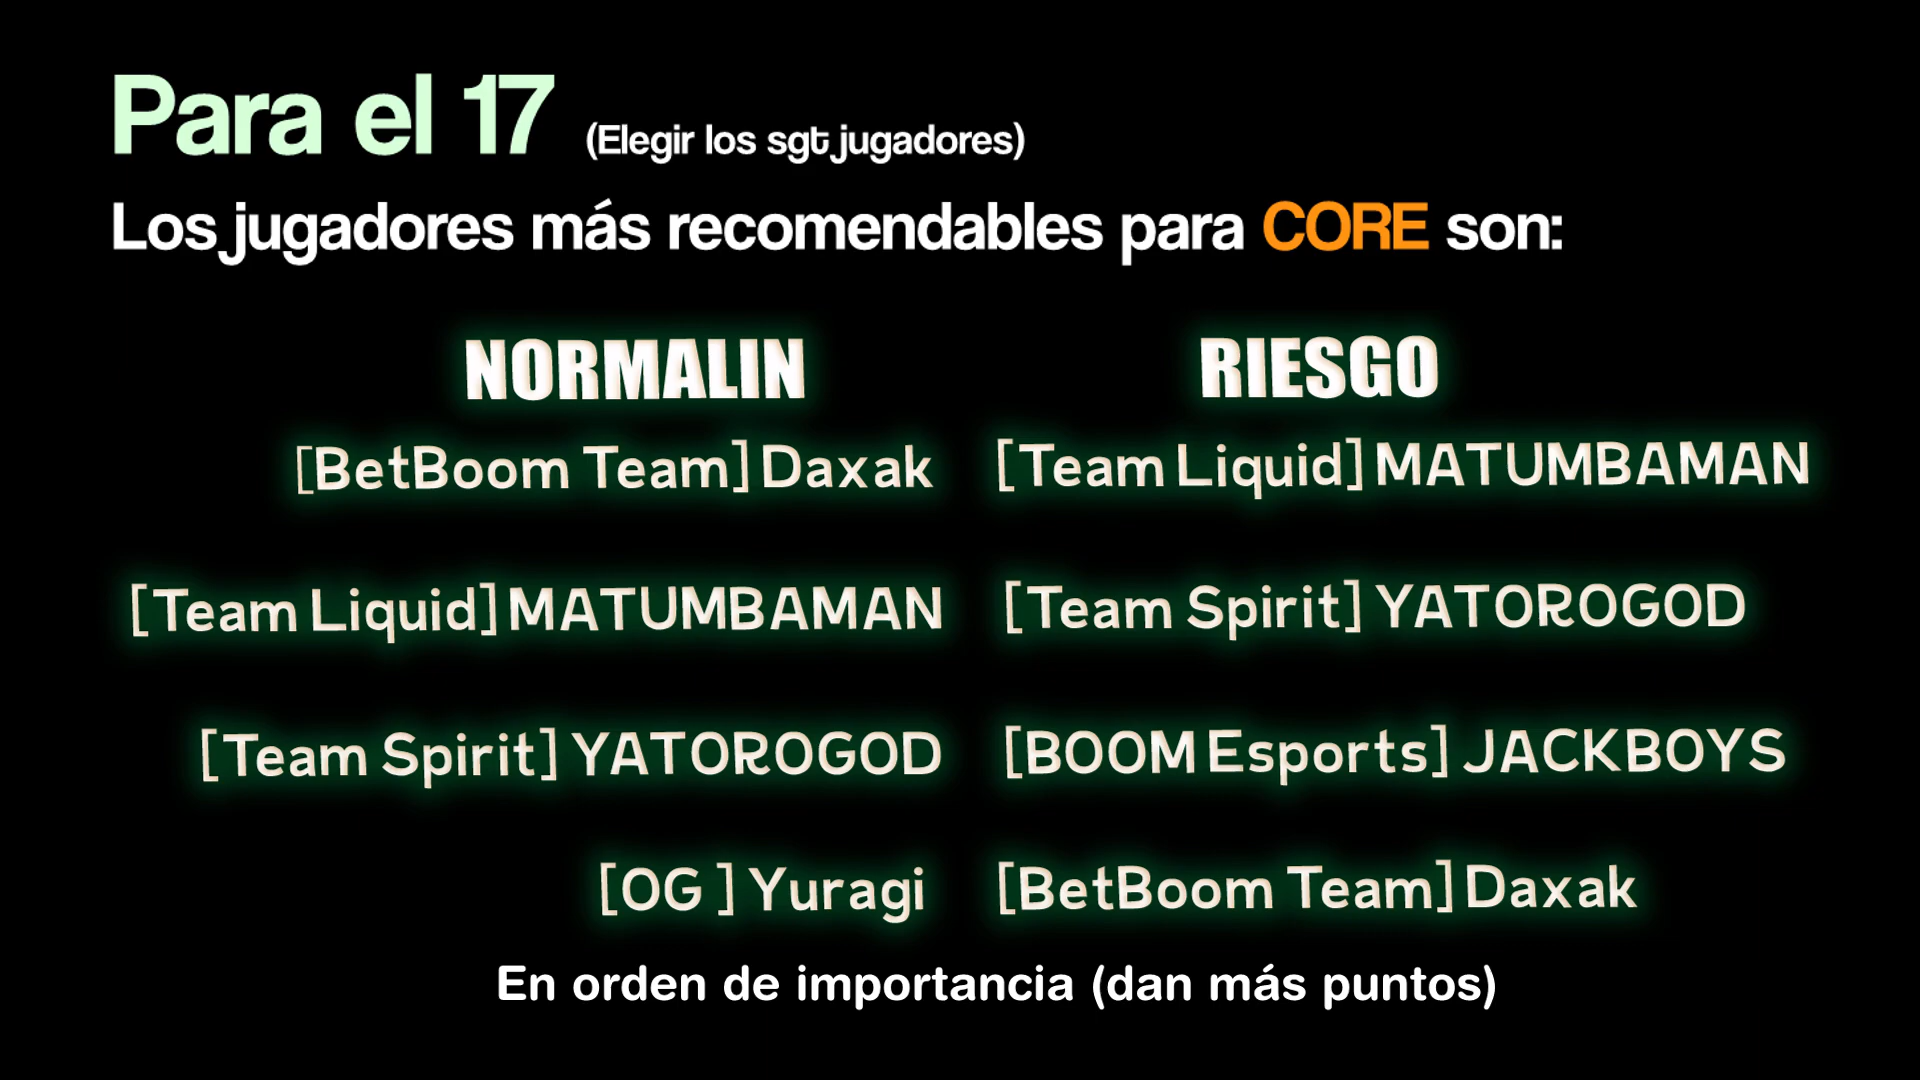 Para el 17 (Elegir los sgt jugadores)
Los jugadores más recomendables para CORE son:
NORMALIN
[BetBoom Team] Daxak
[Team Liquid] MATUMBAMAN
[Team Spirit] YATOROGOD
[OG ] Yuragi
RIESGO
[Team Liquid] MATUMBAMAN
[Team Spirit] YATOROGOD
[BOOM Esports] JACKBOYS
[BetBoom Team] Daxak
En orden de importancia (dan más puntos)